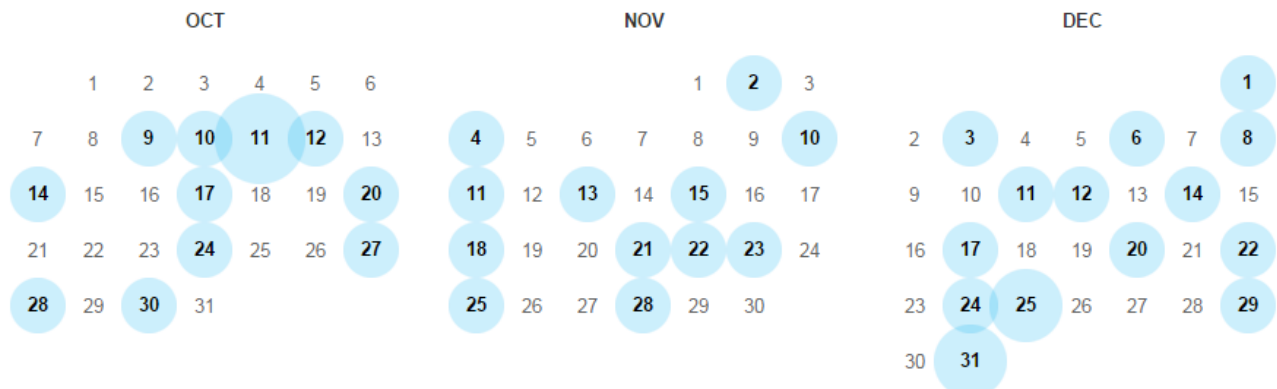 OCT
1 2 3 4 5 6
7 8 9 10 11 12 13
14 15 16 17 18 19 20
21 22 23 24 25 26 27
28 29 30 31
NOV
1 2 3
4 5 6 7 8 9 10
11 12 13 14 15 16 17
18 19 20 21 22 23 24
25 26 27 28 29 30
DEC
1
2 3 4 5 6 7 8
9 10 11 12 13 14 15
16 17 18 19 20 21 22
23 24 25 26 27 28 29
30 31